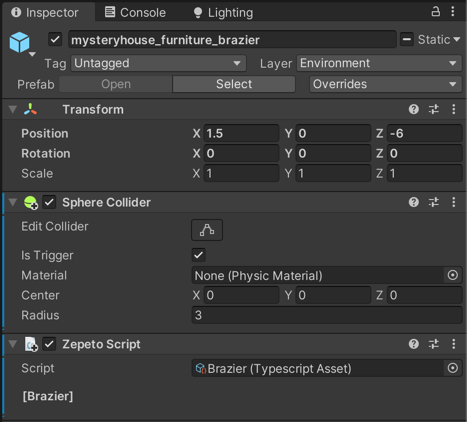 Inspector Console Lighting
mysteryhouse_furniture_brazier Static
Tag Untagged Layer Environment
Prefab Open Select Overrides
Transform
Position X 1.5 Y 0 Z -6
Rotation X 0 Y 0 Z 0
Scale X 1 Y 1 Z 1
Sphere Collider
Edit Collider
Is Trigger
Material None (Physic Material)
Center X 0 Y 0 Z 0
Radius 3
Zepeto Script
Script Brazier (Typescript Asset)
[Brazier]